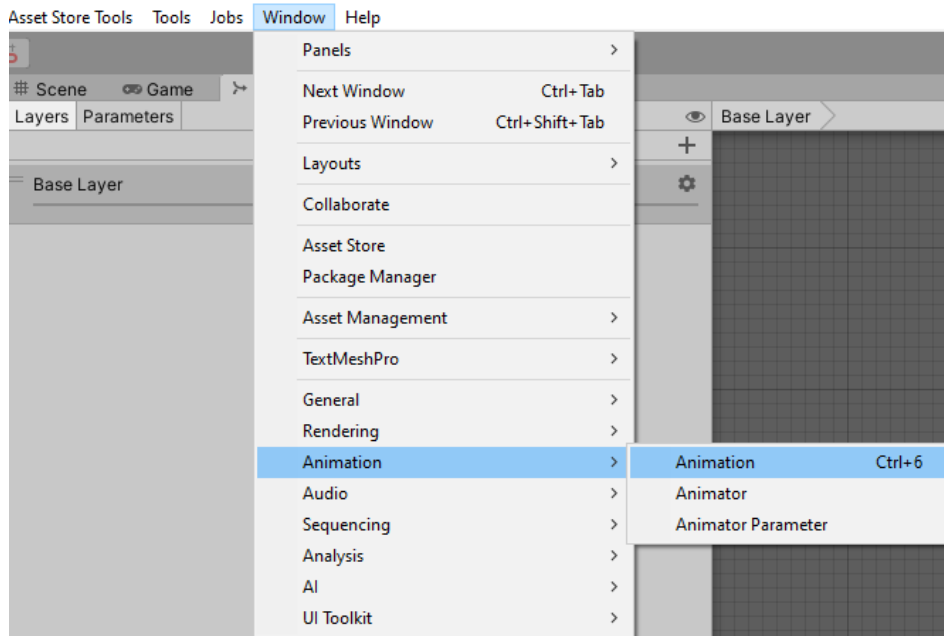 Asset Store Tools Tools Jobs Window Help
Scene Game
Layers Parameters
Base Layer
Base Layer
Panels
Next Window Ctrl+Tab
Previous Window Ctrl+Shift+Tab
Layouts
Collaborate
Asset Store
Package Manager
Asset Management
TextMeshPro
General
Rendering
Animation
Audio
Sequencing
Analysis
AI
UI Toolkit
Animation Ctrl+6
Animator
Animator Parameter